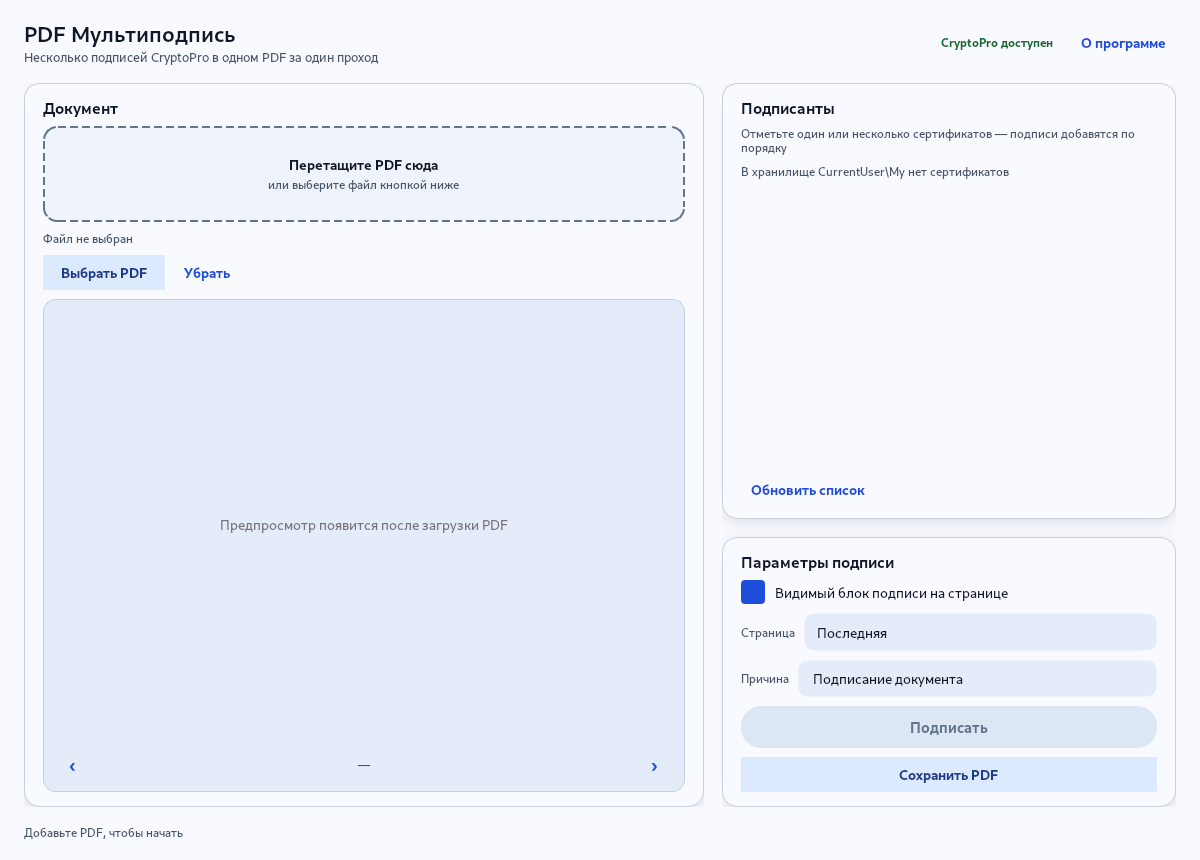 PDF Мультиподпись
Несколько подписей CryptoPro в одном PDF за один проход
CryptoPro доступен
О программе
Документ
Перетащите PDF сюда
или выберите файл кнопкой ниже
Файл не выбран
Выбрать PDF
Убрать
Предпросмотр появится после загрузки PDF
‹
—
›
Подписанты
Отметьте один или несколько сертификатов — подписи добавятся по
порядку
В хранилище CurrentUser\My нет сертификатов
Обновить список
Параметры подписи
Видимый блок подписи на странице
Страница
Последняя
Причина
Подписание документа
Подписать
Сохранить PDF
Добавьте PDF, чтобы начать